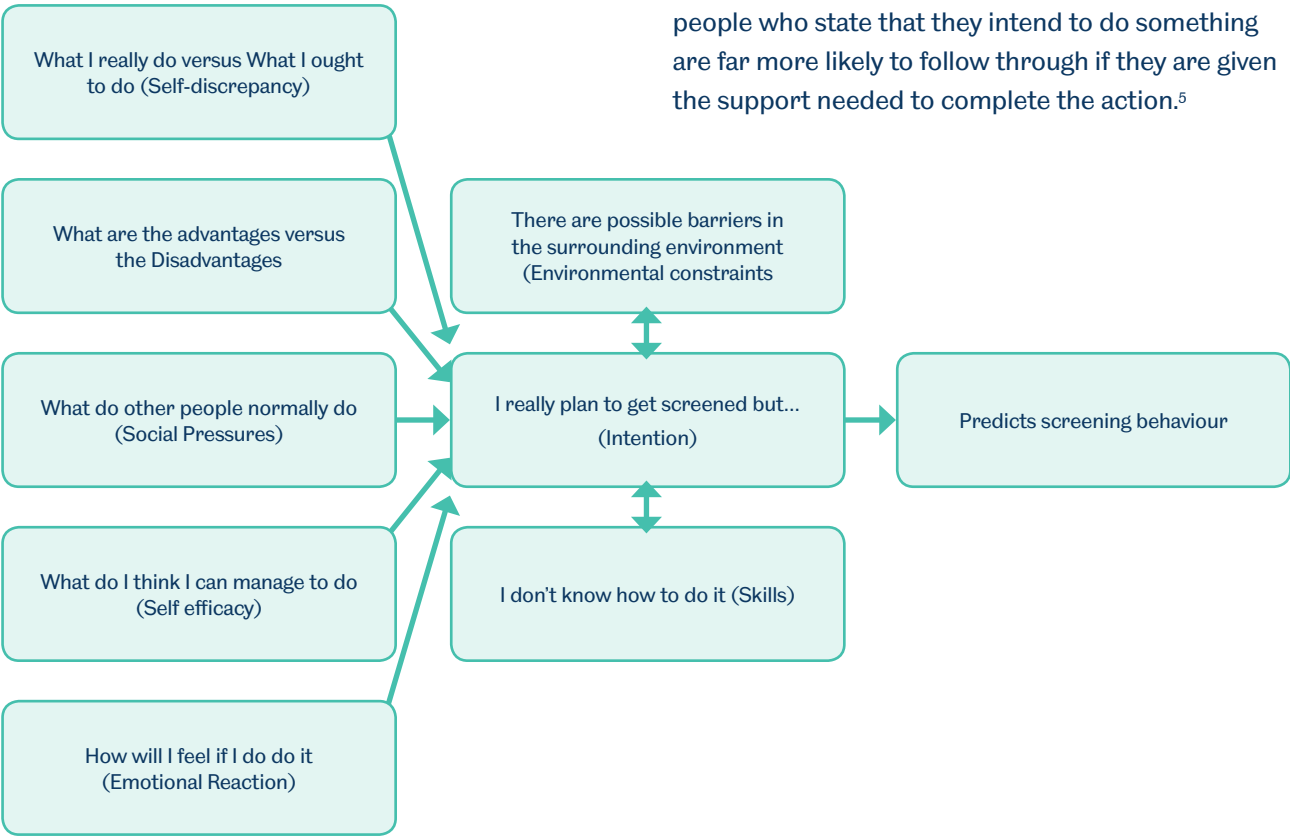 people who state that they intend to do something
are far more likely to follow through if they are given
the support needed to complete the action.⁵
What I really do versus What I ought
to do (Self-discrepancy)
What are the advantages versus
the Disadvantages
What do other people normally do
(Social Pressures)
What do I think I can manage to do
(Self efficacy)
How will I feel if I do do it
(Emotional Reaction)
There are possible barriers in
the surrounding environment
(Environmental constraints
I really plan to get screened but...
(Intention)
I don't know how to do it (Skills)
Predicts screening behaviour